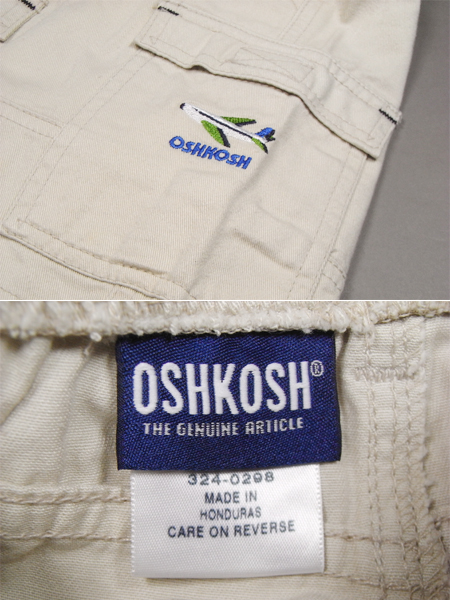 OSHKOSH
OSHKOSH®
THE GENUINE ARTICLE
324-0298
MADE IN
HONDURAS
CARE ON REVERSE